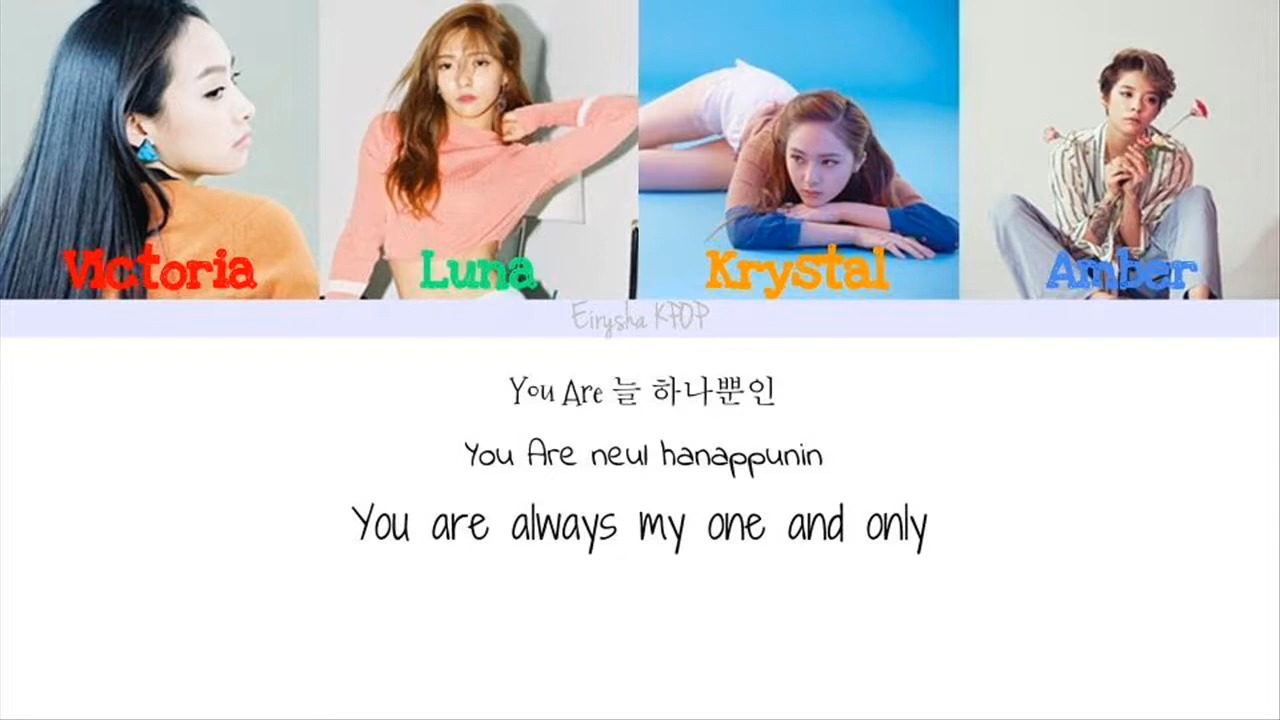 Victoria Luna Krystal Amber
Eirysha KPOP
You Are 늘 하나뿐인
You Are neul hanappunin
You are always my one and only